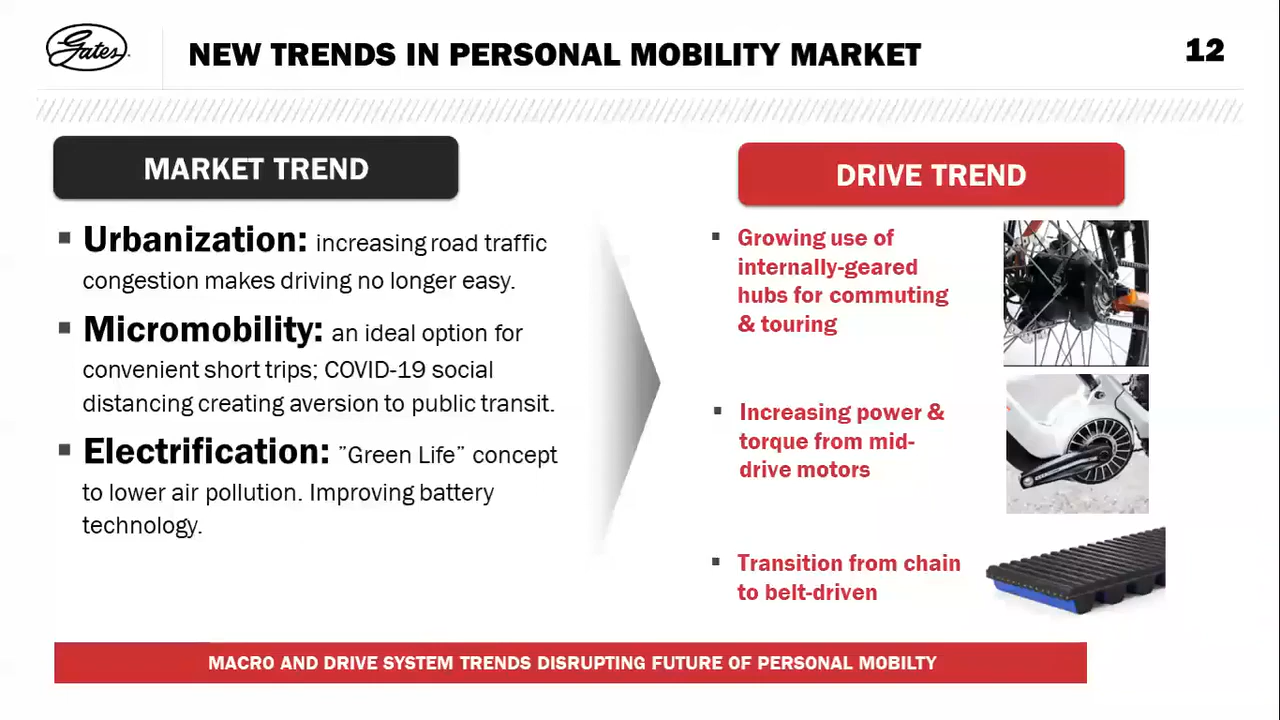 Gates
NEW TRENDS IN PERSONAL MOBILITY MARKET
12
MARKET TREND
Urbanization: increasing road traffic
congestion makes driving no longer easy.
Micromobility: an ideal option for
convenient short trips; COVID-19 social
distancing creating aversion to public transit.
Electrification: ”Green Life” concept
to lower air pollution. Improving battery
technology.
DRIVE TREND
Growing use of
internally-geared
hubs for commuting
& touring
Increasing power &
torque from mid-
drive motors
Transition from chain
to belt-driven
MACRO AND DRIVE SYSTEM TRENDS DISRUPTING FUTURE OF PERSONAL MOBILTY